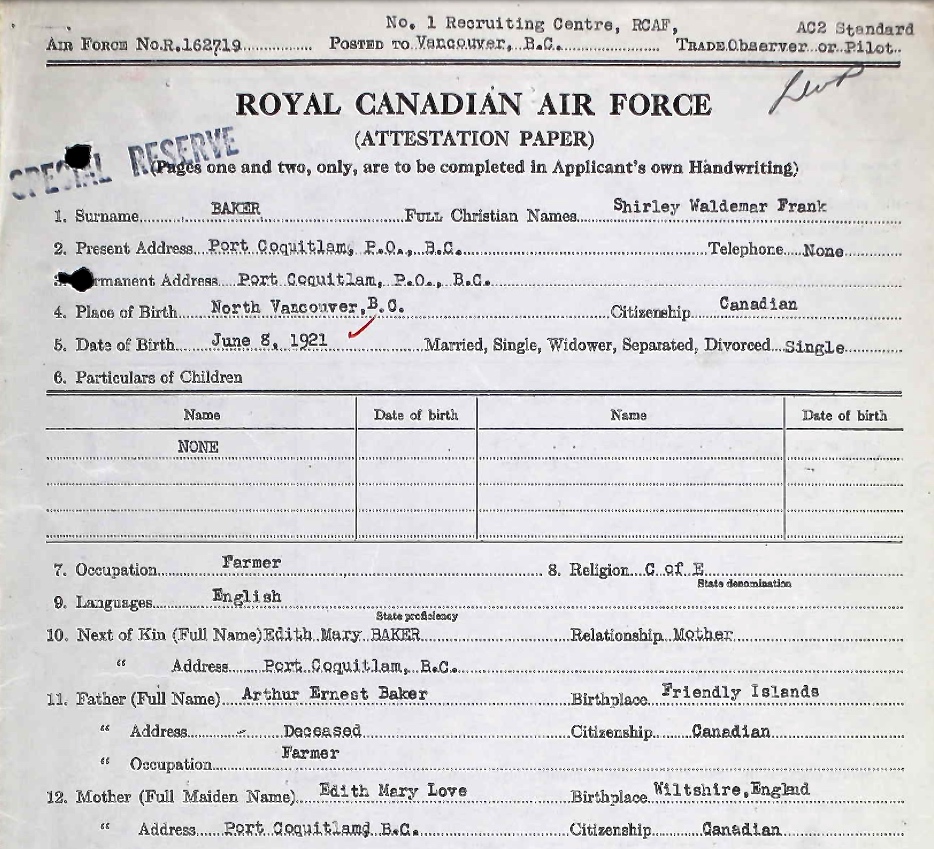 No. 1 Recruiting Centre, RCAF, AC2 Standard
AIR FORCE No.R.162719 POSTED TO Vancouver, B.C. TRADE Observer or Pilot
ROYAL CANADIAN AIR FORCE
(ATTESTATION PAPER)
SPECIAL RESERVE
(Pages one and two, only, are to be completed in Applicant's own Handwriting)
1. Surname BAKER FULL Christian Names Shirley Waldemar Frank
2. Present Address Port Coquitlam, P.O., B.C. Telephone None
3. Permanent Address Port Coquitlam, P.O., B.C.
4. Place of Birth North Vancouver, B.C. Citizenship Canadian
5. Date of Birth June 8, 1921 Married, Single, Widower, Separated, Divorced Single
6. Particulars of Children
Name Date of birth Name Date of birth
NONE
7. Occupation Farmer 8. Religion C of E
State denomination
9. Languages English
State proficiency
10. Next of Kin (Full Name) Edith Mary BAKER Relationship Mother
" Address Port Coquitlam, B.C.
11. Father (Full Name) Arthur Ernest Baker Birthplace Friendly Islands
" Address Deceased Citizenship Canadian
" Occupation Farmer
12. Mother (Full Maiden Name) Edith Mary Love Birthplace Wiltshire, England
" Address Port Coquitlam, B.C. Citizenship Canadian